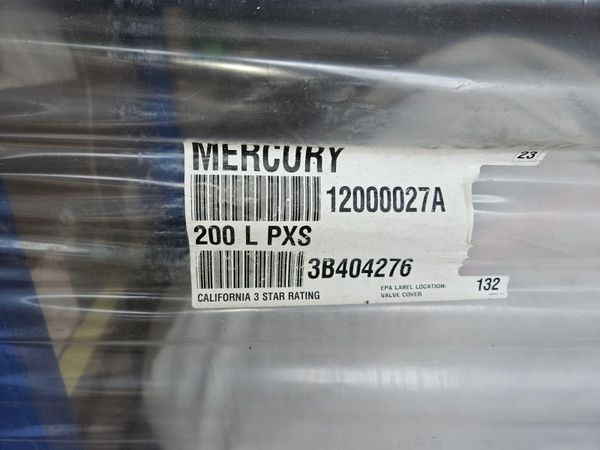 MERCURY
23
12000027A
200 L PXS
3B404276
CALIFORNIA 3 STAR RATING
EPA LABEL LOCATION:
VALVE COVER
132